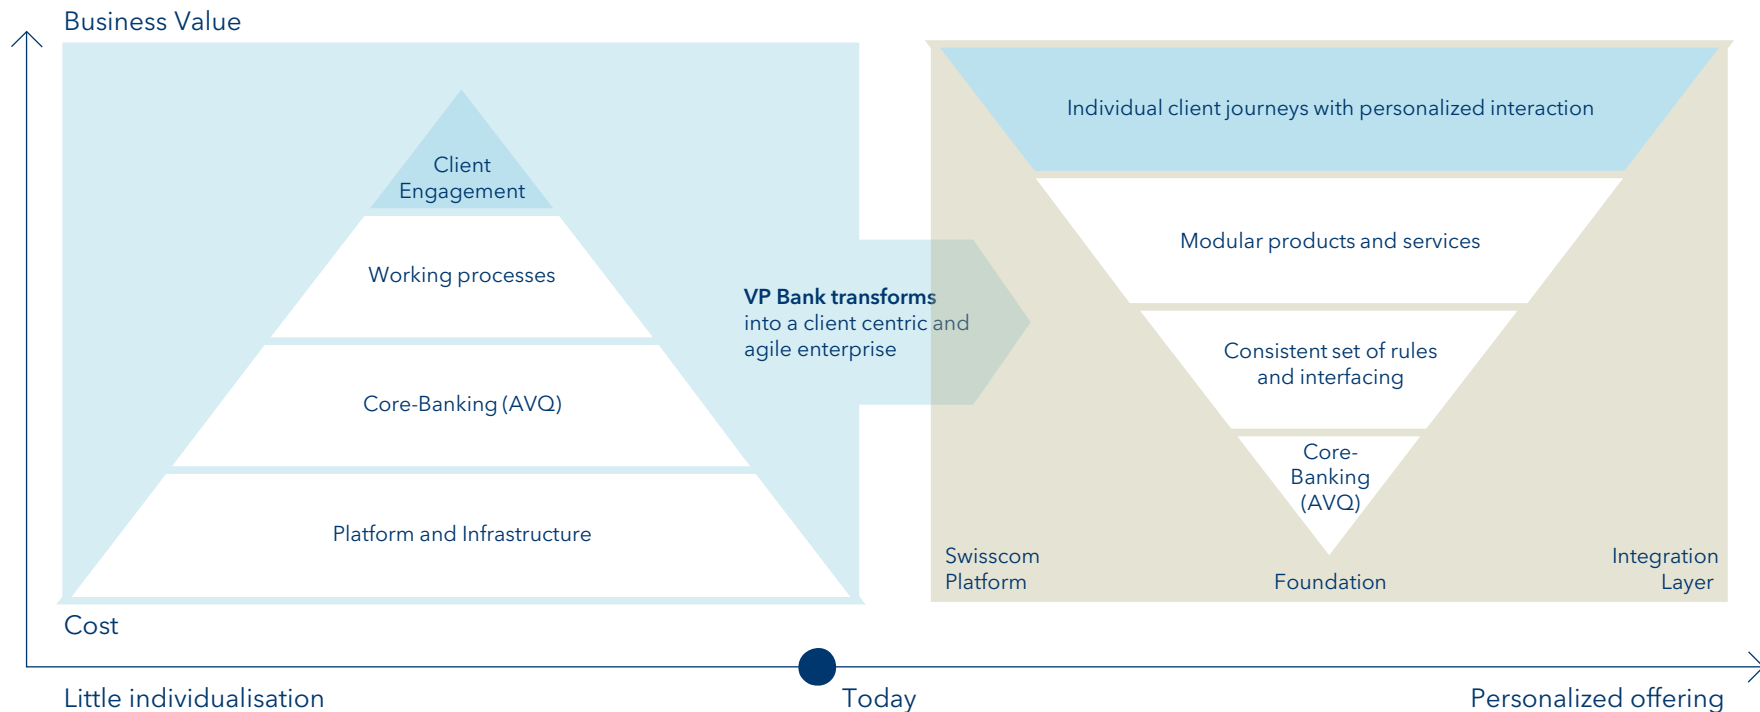 Business Value
Client
Engagement
Working processes
Core-Banking (AVQ)
Platform and Infrastructure
Cost
VP Bank transforms
into a client centric and
agile enterprise
Individual client journeys with personalized interaction
Modular products and services
Consistent set of rules
and interfacing
Core-
Banking
(AVQ)
Swisscom
Platform
Foundation
Integration
Layer
Little individualisation
Today
Personalized offering